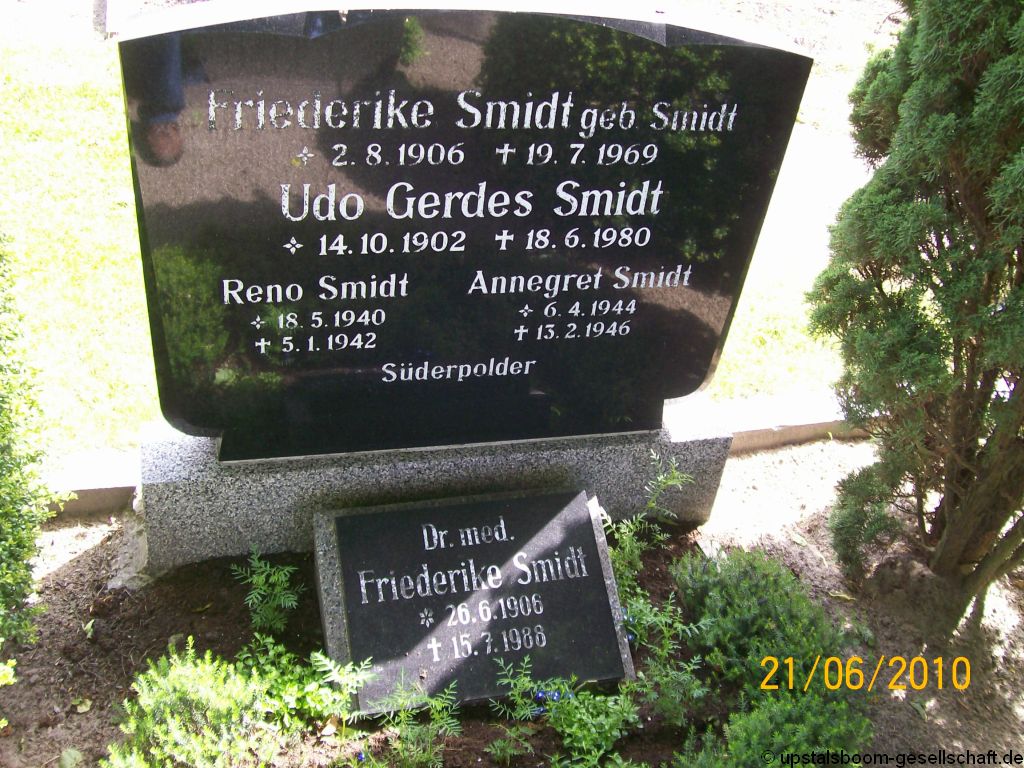 Friederike Smidt geb. Smidt
✧ 2.8.1906 ✝ 19.7.1969
Udo Gerdes Smidt
✧ 14.10.1902 ✝ 18.6.1980
Reno Smidt
✧ 18.5.1940
✝ 5.1.1942
Annegret Smidt
✧ 6.4.1944
✝ 13.2.1946
Süderpolder
Dr. med.
Friederike Smidt
✼ 26.6.1906
✝ 15.7.1988
21/06/2010
© upstalsboom-gesellschaft.de